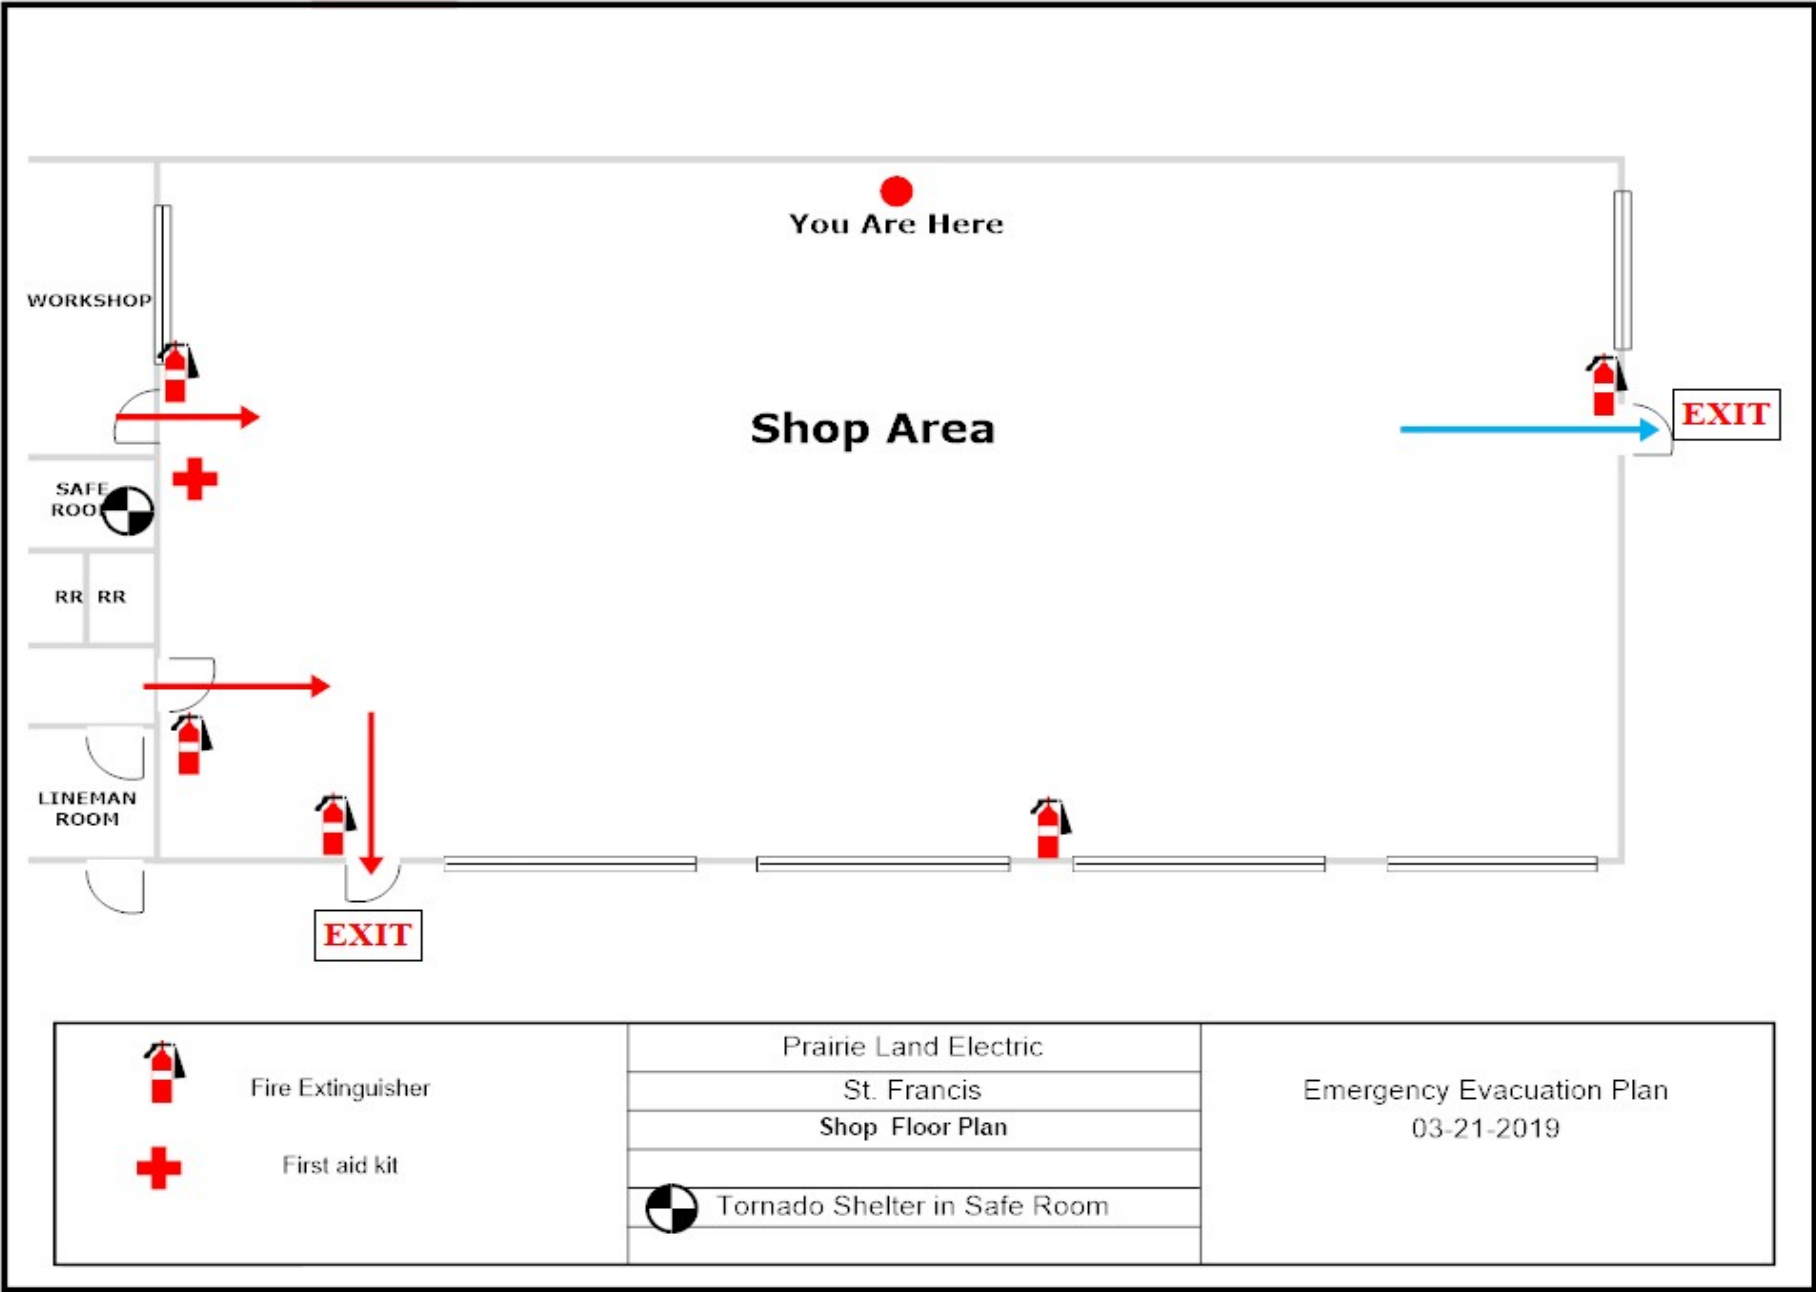 You Are Here
WORKSHOP
Shop Area
EXIT
SAFE
RR RR
LINEMAN
ROOM
EXIT
Fire Extinguisher
First aid kit
Prairie Land Electric
St. Francis
Shop Floor Plan
Tornado Shelter in Safe Room
Emergency Evacuation Plan
03-21-2019